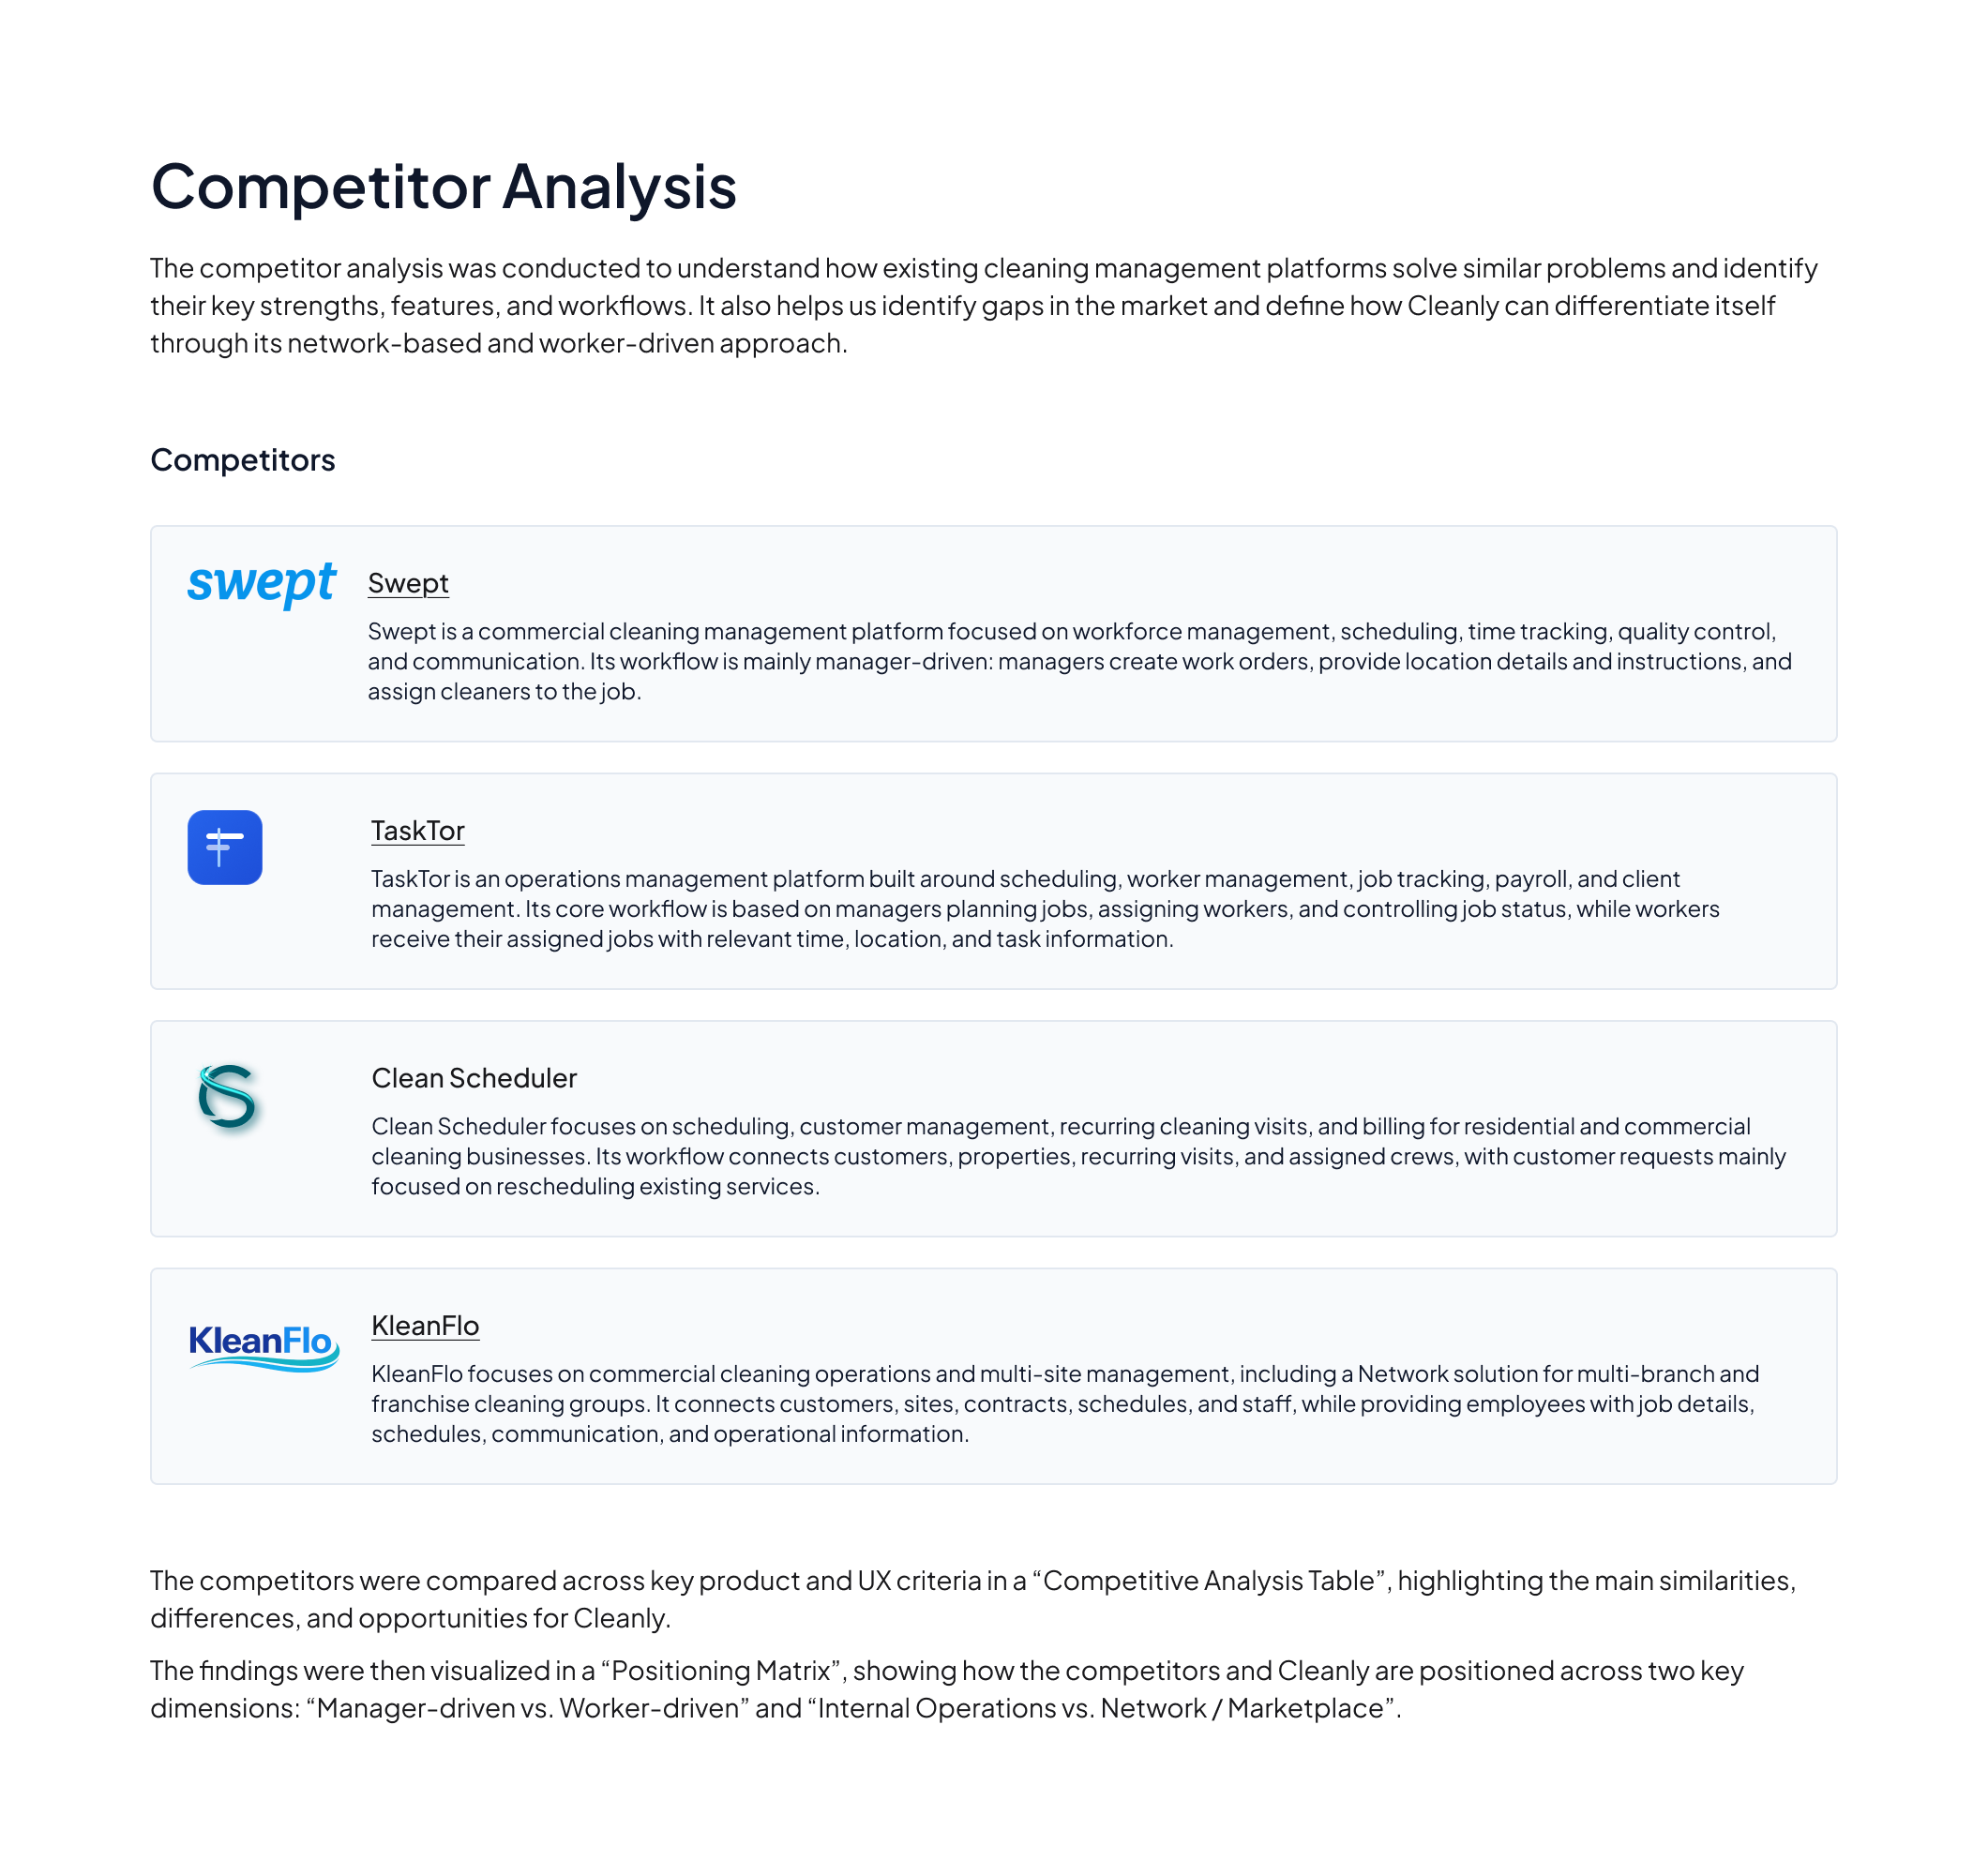 Competitor Analysis
The competitor analysis was conducted to understand how existing cleaning management platforms solve similar problems and identify
their key strengths, features, and workflows. It also helps us identify gaps in the market and define how Cleanly can differentiate itself
through its network-based and worker-driven approach.
Competitors
swept
Swept
Swept is a commercial cleaning management platform focused on workforce management, scheduling, time tracking, quality control,
and communication. Its workflow is mainly manager-driven: managers create work orders, provide location details and instructions, and
assign cleaners to the job.
TaskTor
TaskTor is an operations management platform built around scheduling, worker management, job tracking, payroll, and client
management. Its core workflow is based on managers planning jobs, assigning workers, and controlling job status, while workers
receive their assigned jobs with relevant time, location, and task information.
Clean Scheduler
Clean Scheduler focuses on scheduling, customer management, recurring cleaning visits, and billing for residential and commercial
cleaning businesses. Its workflow connects customers, properties, recurring visits, and assigned crews, with customer requests mainly
focused on rescheduling existing services.
KleanFlo
KleanFlo
KleanFlo focuses on commercial cleaning operations and multi-site management, including a Network solution for multi-branch and
franchise cleaning groups. It connects customers, sites, contracts, schedules, and staff, while providing employees with job details,
schedules, communication, and operational information.
The competitors were compared across key product and UX criteria in a “Competitive Analysis Table”, highlighting the main similarities,
differences, and opportunities for Cleanly.
The findings were then visualized in a “Positioning Matrix”, showing how the competitors and Cleanly are positioned across two key
dimensions: “Manager-driven vs. Worker-driven” and “Internal Operations vs. Network / Marketplace”.